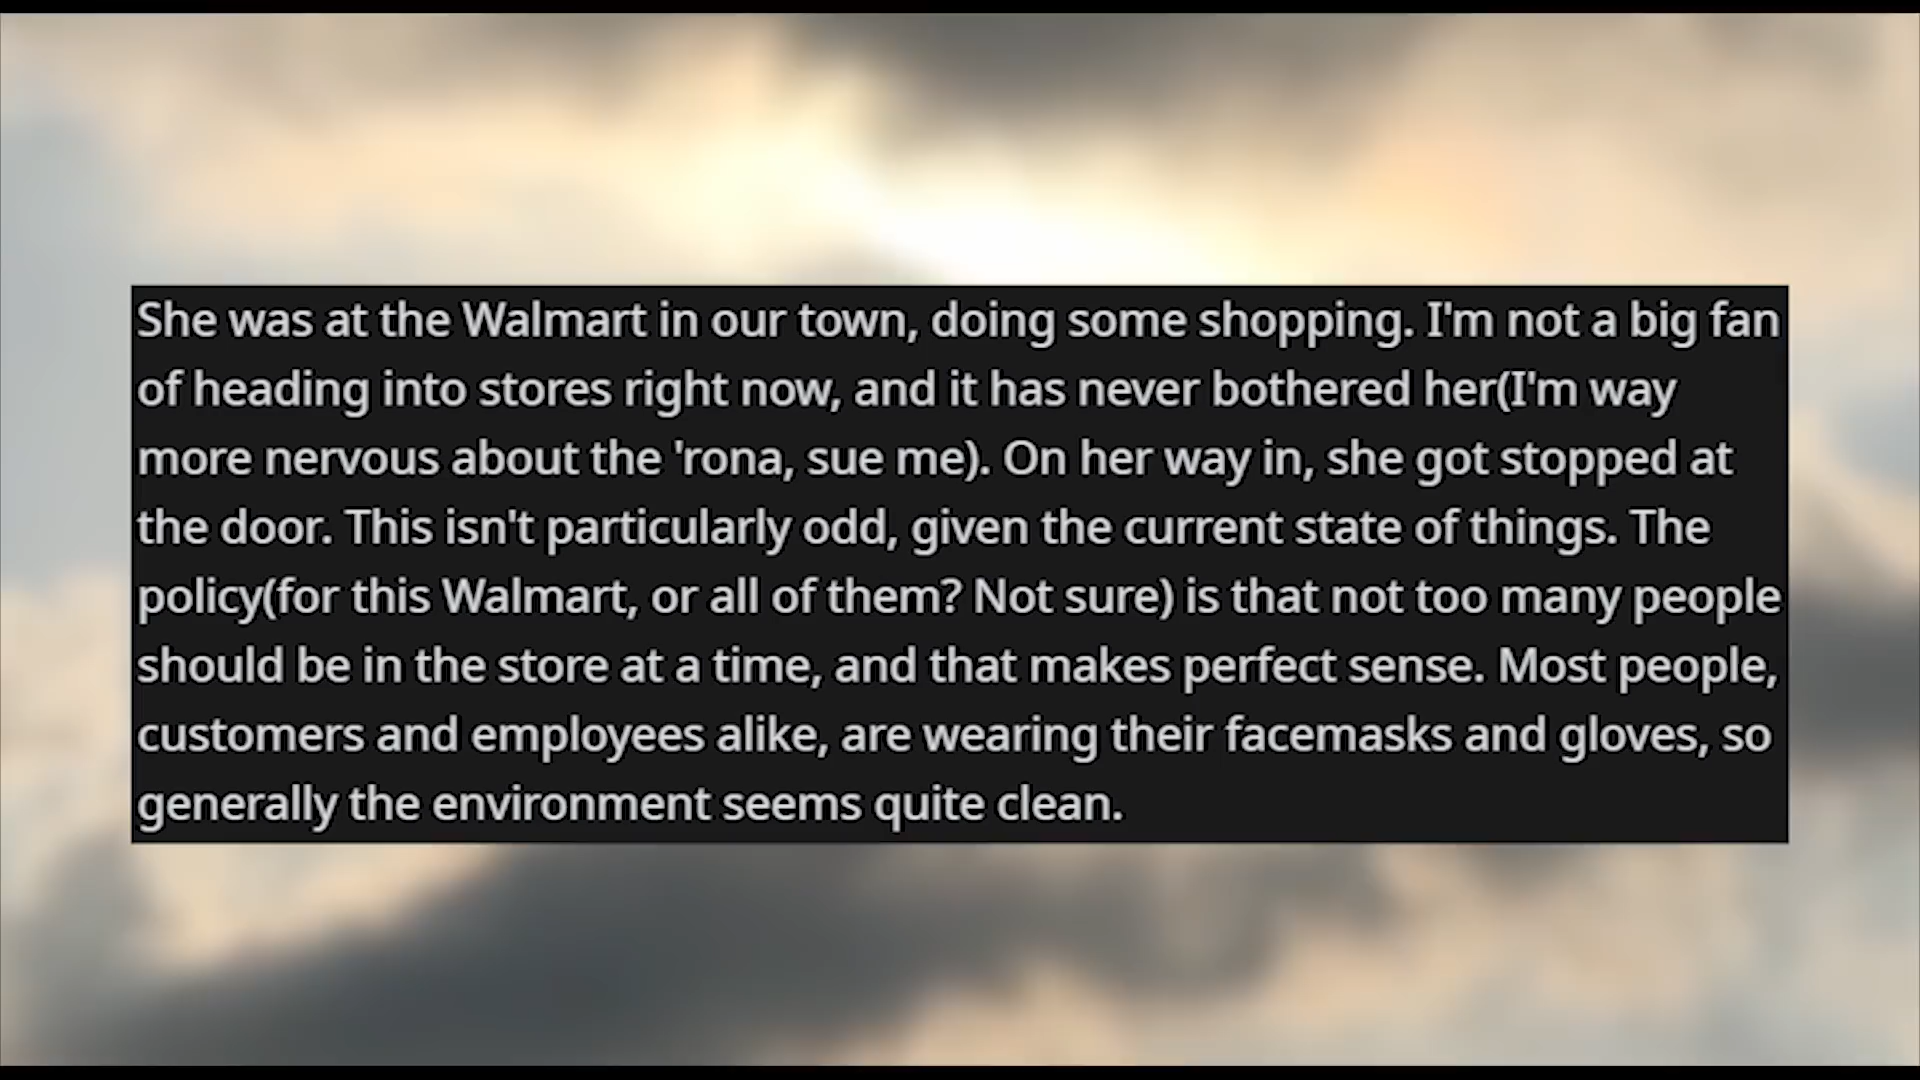 She was at the Walmart in our town, doing some shopping. I'm not a big fan
of heading into stores right now, and it has never bothered her(I'm way
more nervous about the 'rona, sue me). On her way in, she got stopped at
the door. This isn't particularly odd, given the current state of things. The
policy(for this Walmart, or all of them? Not sure) is that not too many people
should be in the store at a time, and that makes perfect sense. Most people,
customers and employees alike, are wearing their facemasks and gloves, so
generally the environment seems quite clean.